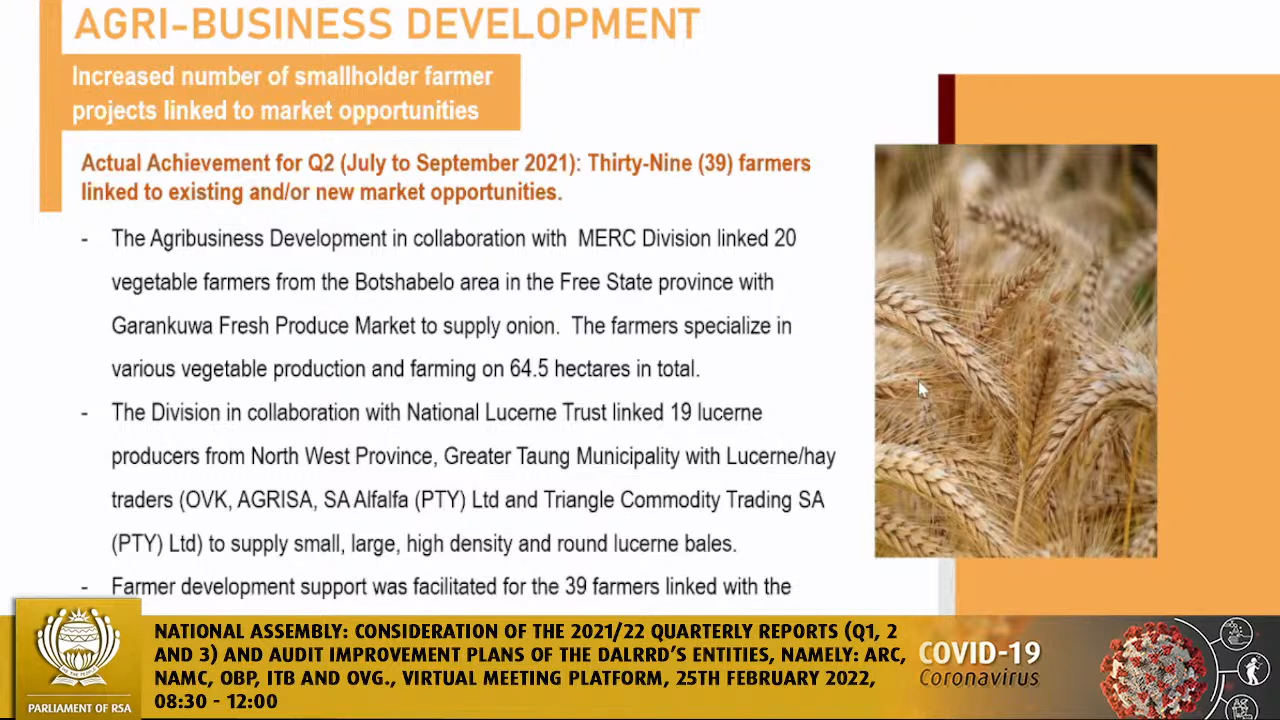 AGRI-BUSINESS DEVELOPMENT
Increased number of smallholder farmer
projects linked to market opportunities
Actual Achievement for Q2 (July to September 2021): Thirty-Nine (39) farmers
linked to existing and/or new market opportunities.
- The Agribusiness Development in collaboration with MERC Division linked 20
vegetable farmers from the Botshabelo area in the Free State province with
Garankuwa Fresh Produce Market to supply onion. The farmers specialize in
various vegetable production and farming on 64.5 hectares in total.
- The Division in collaboration with National Lucerne Trust linked 19 lucerne
producers from North West Province, Greater Taung Municipality with Lucerne/hay
traders (OVK, AGRISA, SA Alfalfa (PTY) Ltd and Triangle Commodity Trading SA
(PTY) Ltd) to supply small, large, high density and round lucerne bales.
- Farmer development support was facilitated for the 39 farmers linked with the
NATIONAL ASSEMBLY: CONSIDERATION OF THE 2021/22 QUARTERLY REPORTS (Q1, 2
AND 3) AND AUDIT IMPROVEMENT PLANS OF THE DALRRD'S ENTITIES, NAMELY: ARC,
NAMC, OBP, ITB AND OVG., VIRTUAL MEETING PLATFORM, 25TH FEBRUARY 2022,
08:30 - 12:00
PARLIAMENT OF RSA
COVID-19
Coronavirus